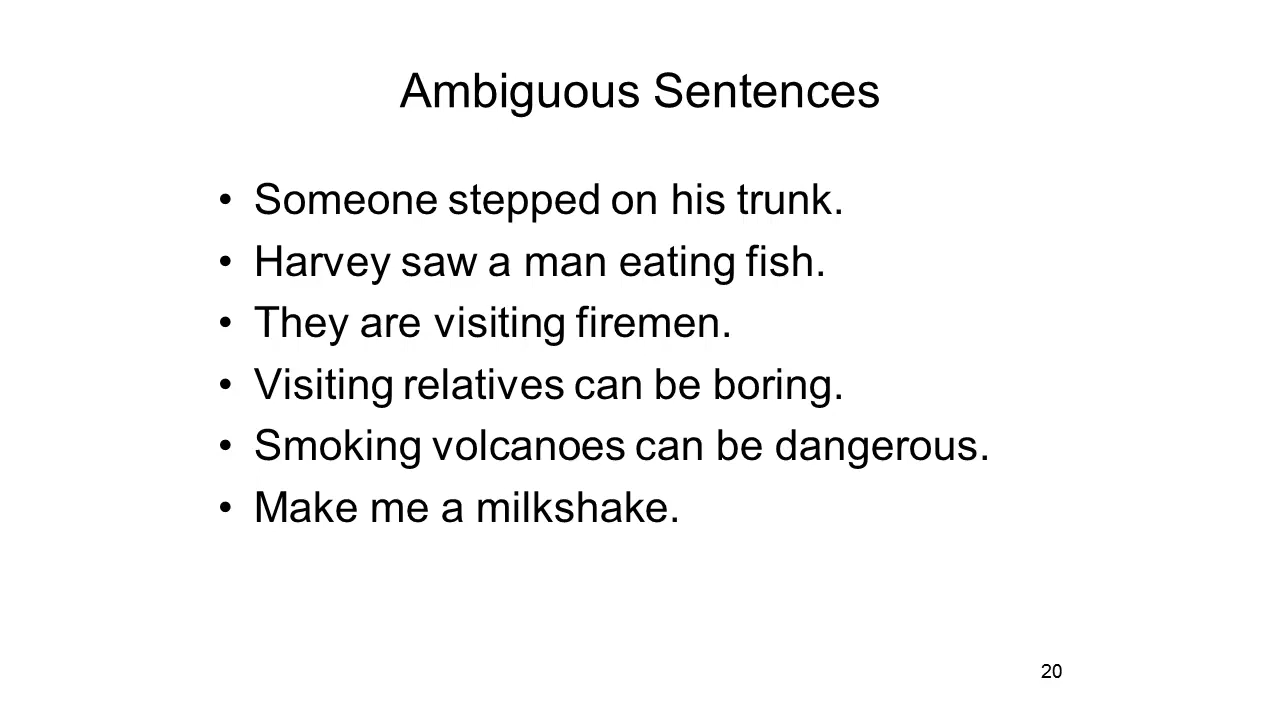 Ambiguous Sentences
• Someone stepped on his trunk.
• Harvey saw a man eating fish.
• They are visiting firemen.
• Visiting relatives can be boring.
• Smoking volcanoes can be dangerous.
• Make me a milkshake.
20